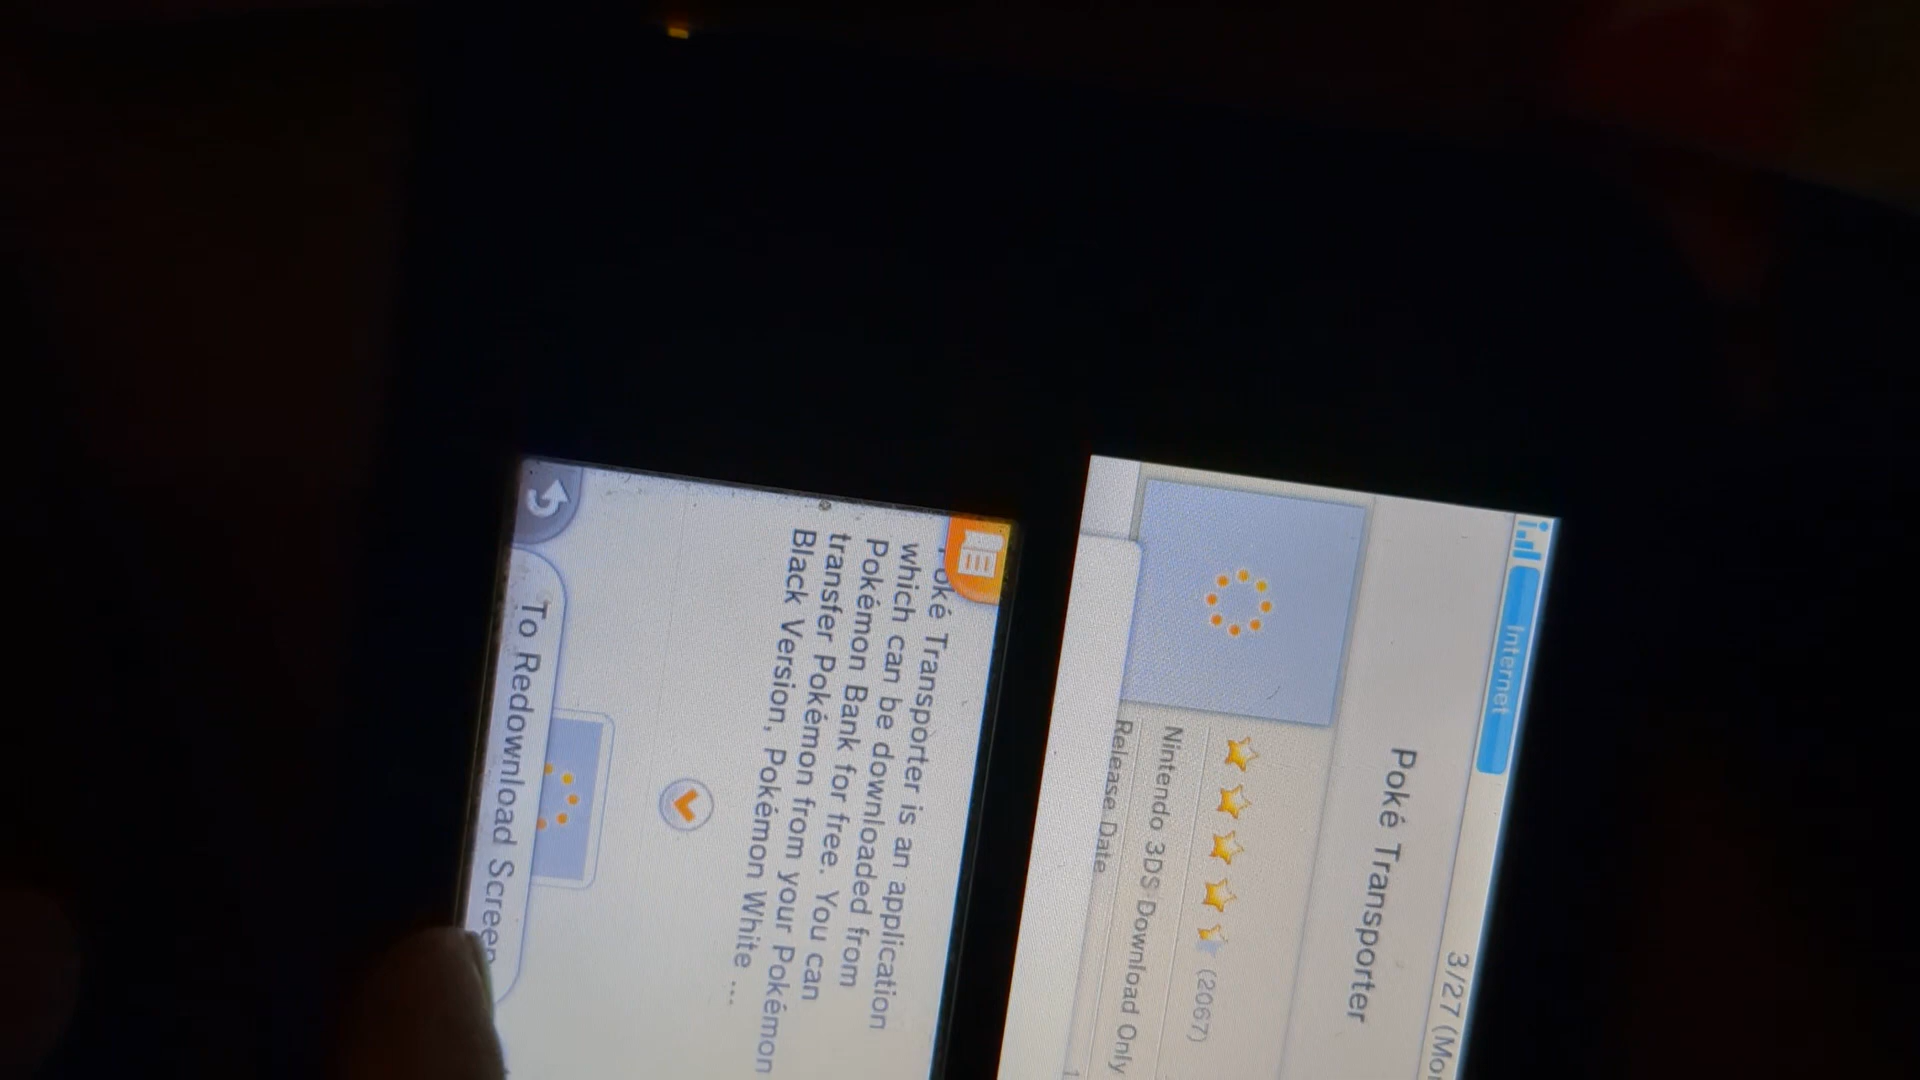 Internet
3/27 (Mo
Poké Transporter
(2067)
Nintendo 3DS Download Only
Release Date
Poké Transporter is an application
which can be downloaded from
Pokémon Bank for free. You can
transfer Pokémon from your Pokémon
Black Version, Pokémon White ...
To Redownload Screen